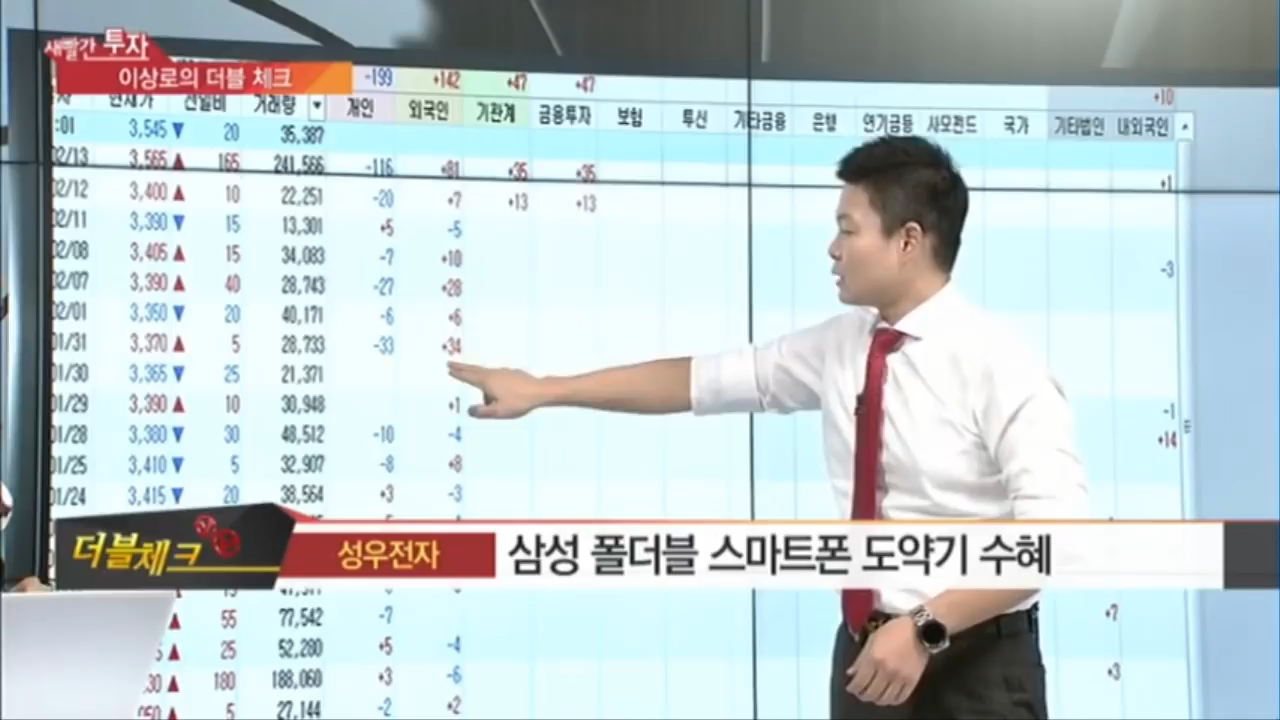 새빨간 투자
이상로의 더블 체크
-199 +142 +47 +47 +10
현재가 전일비 거래량 ▼ 개인 외국인 기관계 금융투자 보험 투신 기타금융 은행 연기금등 사모펀드 국가 기타법인 내외국인
:01 3,545 ▼ 20 35,387
02/13 3,565 ▲ 165 241,566 -116 +81 +35 +35 +1
02/12 3,400 ▲ 10 22,251 -20 +7 +13 +13
02/11 3,390 ▼ 15 13,301 +5 -5
02/08 3,405 ▲ 15 34,083 -7 +10 -3
02/07 3,390 ▲ 40 28,743 -27 +28
02/01 3,350 ▼ 20 40,171 -6 +6
01/31 3,370 ▲ 5 28,733 -33 +34
01/30 3,365 ▼ 25 21,371
01/29 3,390 ▲ 10 30,948 +1 -1
01/28 3,380 ▼ 30 48,512 -10 -4 +14
01/25 3,410 ▼ 5 32,907 -8 +8
01/24 3,415 ▼ 20 38,564 +3 -3
더블체크
성우전자
삼성 폴더블 스마트폰 도약기 수혜
▲ 55 77,542 -7 +7
▲ 25 52,280 +5 -4
▲ 180 188,060 +3 -6 +3
▲ 5 27,144 -2 +2